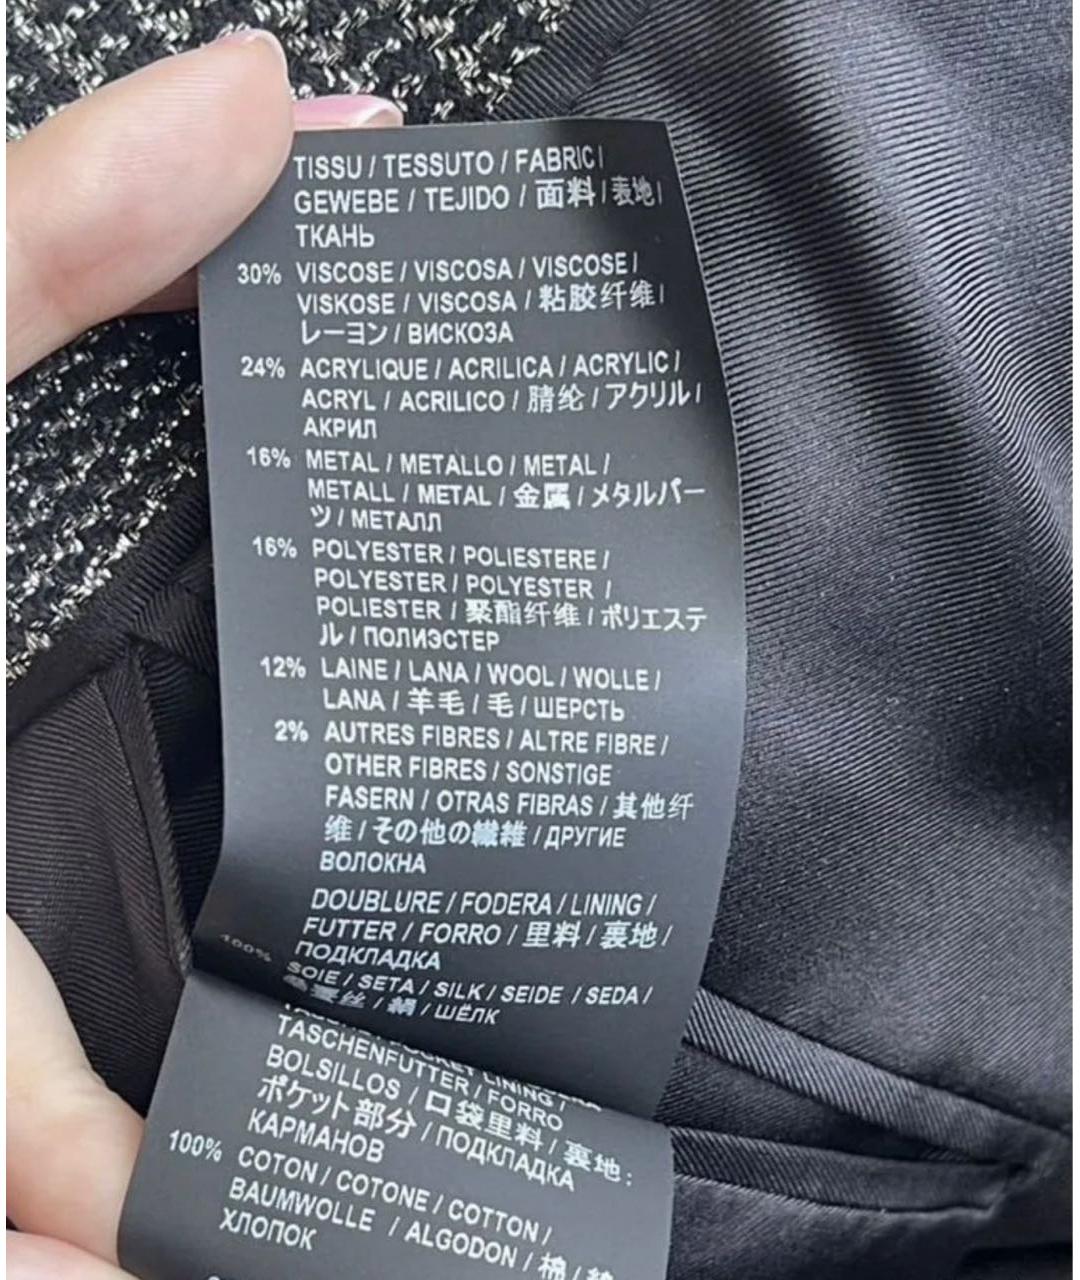 TISSU / TESSUTO / FABRIC /
GEWEBE / TEJIDO / 面料 / 表地 /
ТКАНЬ
30% VISCOSE / VISCOSA / VISCOSE /
VISKOSE / VISCOSA / 粘胶纤维 /
レーヨン / ВИСКОЗА
24% ACRYLIQUE / ACRILICA / ACRYLIC /
ACRYL / ACRILICO / 腈纶 / アクリル /
АКРИЛ
16% METAL / METALLO / METAL /
METALL / METAL / 金属 / メタルパー
ツ / МЕТАЛЛ
16% POLYESTER / POLIESTERE /
POLYESTER / POLYESTER /
POLIESTER / 聚酯纤维 / ポリエステ
ル / ПОЛИЭСТЕР
12% LAINE / LANA / WOOL / WOLLE /
LANA / 羊毛 / 毛 / ШЕРСТЬ
2% AUTRES FIBRES / ALTRE FIBRE /
OTHER FIBRES / SONSTIGE
FASERN / OTRAS FIBRAS / 其他纤
维 / その他の繊維 / ДРУГИЕ
ВОЛОКНА
DOUBLURE / FODERA / LINING /
FUTTER / FORRO / 里料 / 裏地 /
ПОДКЛАДКА
100% SOIE / SETA / SILK / SEIDE / SEDA /
丝 / 絹 / ШЁЛК
POCKET LINING /
TASCHENFUTTER / FORRO
BOLSILLOS / 口袋里料 / 裏地:
ポケット部分 / ПОДКЛАДКА
КАРМАНОВ
100% COTON / COTONE / COTTON /
BAUMWOLLE / ALGODON / 棉 /
ХЛОПОК